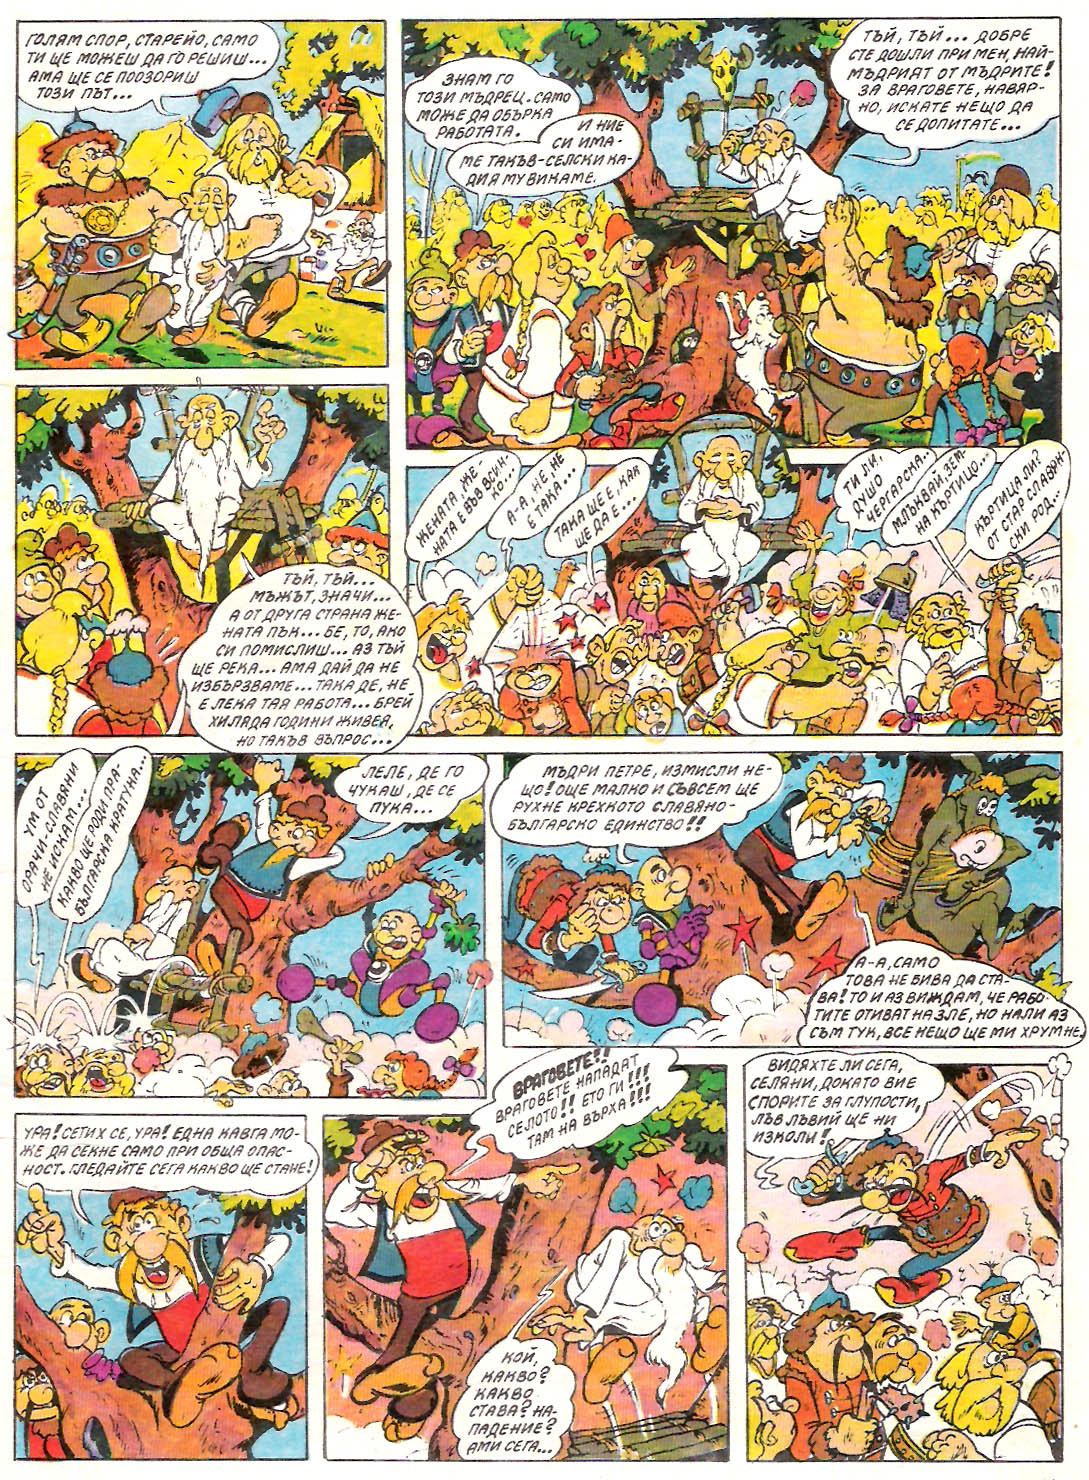 ГОЛЯМ СПОР, СТАРЕЙО, САМО
ТИ ЩЕ МОЖЕШ ДА ГО РЕШИШ...
АМА ЩЕ СЕ ПООЗОРИШ
ТОЗИ ПЪТ...
ЗНАМ ГО
ТОЗИ МЪДРЕЦ. САМО
МОЖЕ ДА ОБЪРКА
РАБОТАТА.
И НИЕ
СИ ИМА-
МЕ ТАКЪВ-СЕЛСКИ КА-
ДИЯ МУ ВИКАМЕ.
ТЪЙ, ТЪЙ... ДОБРЕ
СТЕ ДОШЛИ ПРИ МЕН, НАЙ-
МЪДРИЯТ ОТ МЪДРИТЕ!
ЗА ВРАГОВЕТЕ, НАВЯР-
НО, ИСКАТЕ НЕЩО ДА
СЕ ДОПИТАТЕ...
ТЪЙ, ТЪЙ...
МЪЖЪТ, ЗНАЧИ...
А ОТ ДРУГА СТРАНА ЖЕ-
НАТА ПЪК... БЕ, ТО, АКО
СИ ПОМИСЛИШ... АЗ ТЪЙ
ЩЕ РЕКА... АМА ДАЙ ДА НЕ
ИЗБЪРЗВАМЕ... ТАКА ДЕ, НЕ
Е ЛЕКА ТАЯ РАБОТА... БРЕЙ
ХИЛЯДА ГОДИНИ ЖИВЕЯ,
НО ТАКЪВ ВЪПРОС...
ЖЕНАТА ЖЕ-
НАТА Е ВЪВ ВСИЧ-
КО...
А-А, НЕ, НЕ
Е ТАКА...
ТАКА ЩЕ Е, КАК
ЩЕ ДА Е...
ТИ ЛИ,
ДУШО
ЧЕРГАРСКА..
МЛЪКВАЙ, ЗЕМ-
НА КЪРТИЦО...
КЪРТИЦА ЛИ?
ОТ СТАР СЛАВЯН-
СКИ РОД...
УМ ОТ
ОРАЧИ-СЛАВЯНИ
НЕ ИСКАМ...
КАКВО ЩЕ РОДИ ПРА-
БЪЛГАРСКА КРАТУНА...
ЛЕЛЕ, ДЕ ГО
ЧУКАШ, ДЕ СЕ
ПУКА...
МЪДРИ ПЕТРЕ, ИЗМИСЛИ НЕ-
ЩО! ОЩЕ МАЛКО И СЪВСЕМ ЩЕ
РУХНЕ КРЕХКОТО СЛАВЯНО-
БЪЛГАРСКО ЕДИНСТВО!!
А-А, САМО
ТОВА НЕ БИВА ДА СТА-
ВА! ТО И АЗ ВИЖДАМ, ЧЕ РАБО-
ТИТЕ ОТИВАТ НА ЗЛЕ, НО НАЛИ АЗ
СЪМ ТУК, ВСЕ НЕЩО ЩЕ МИ ХРУМНЕ,
УРА! СЕТИХ СЕ, УРА! ЕДНА КАВГА МО-
ЖЕ ДА СЕКНЕ САМО ПРИ ОБЩА ОПАС-
НОСТ. ГЛЕДАЙТЕ СЕГА КАКВО ЩЕ СТАНЕ!
ВРАГОВЕТЕ!!
ВРАГОВЕТЕ НАПАДАТ
СЕЛОТО!! ЕТО ГИ!!!
ТАМ НА ВЪРХА!!!
КОЙ,
КАКВО?
КАКВО
СТАВА? НА-
ПАДЕНИЕ?
АМИ СЕГА...
ВИДЯХТЕ ЛИ СЕГА,
СЕЛЯНИ, ДОКАТО ВИЕ
СПОРИТЕ ЗА ГЛУПОСТИ,
ЛЪВ ЛЪВИЙ ЩЕ НИ
ИЗКОЛИ!